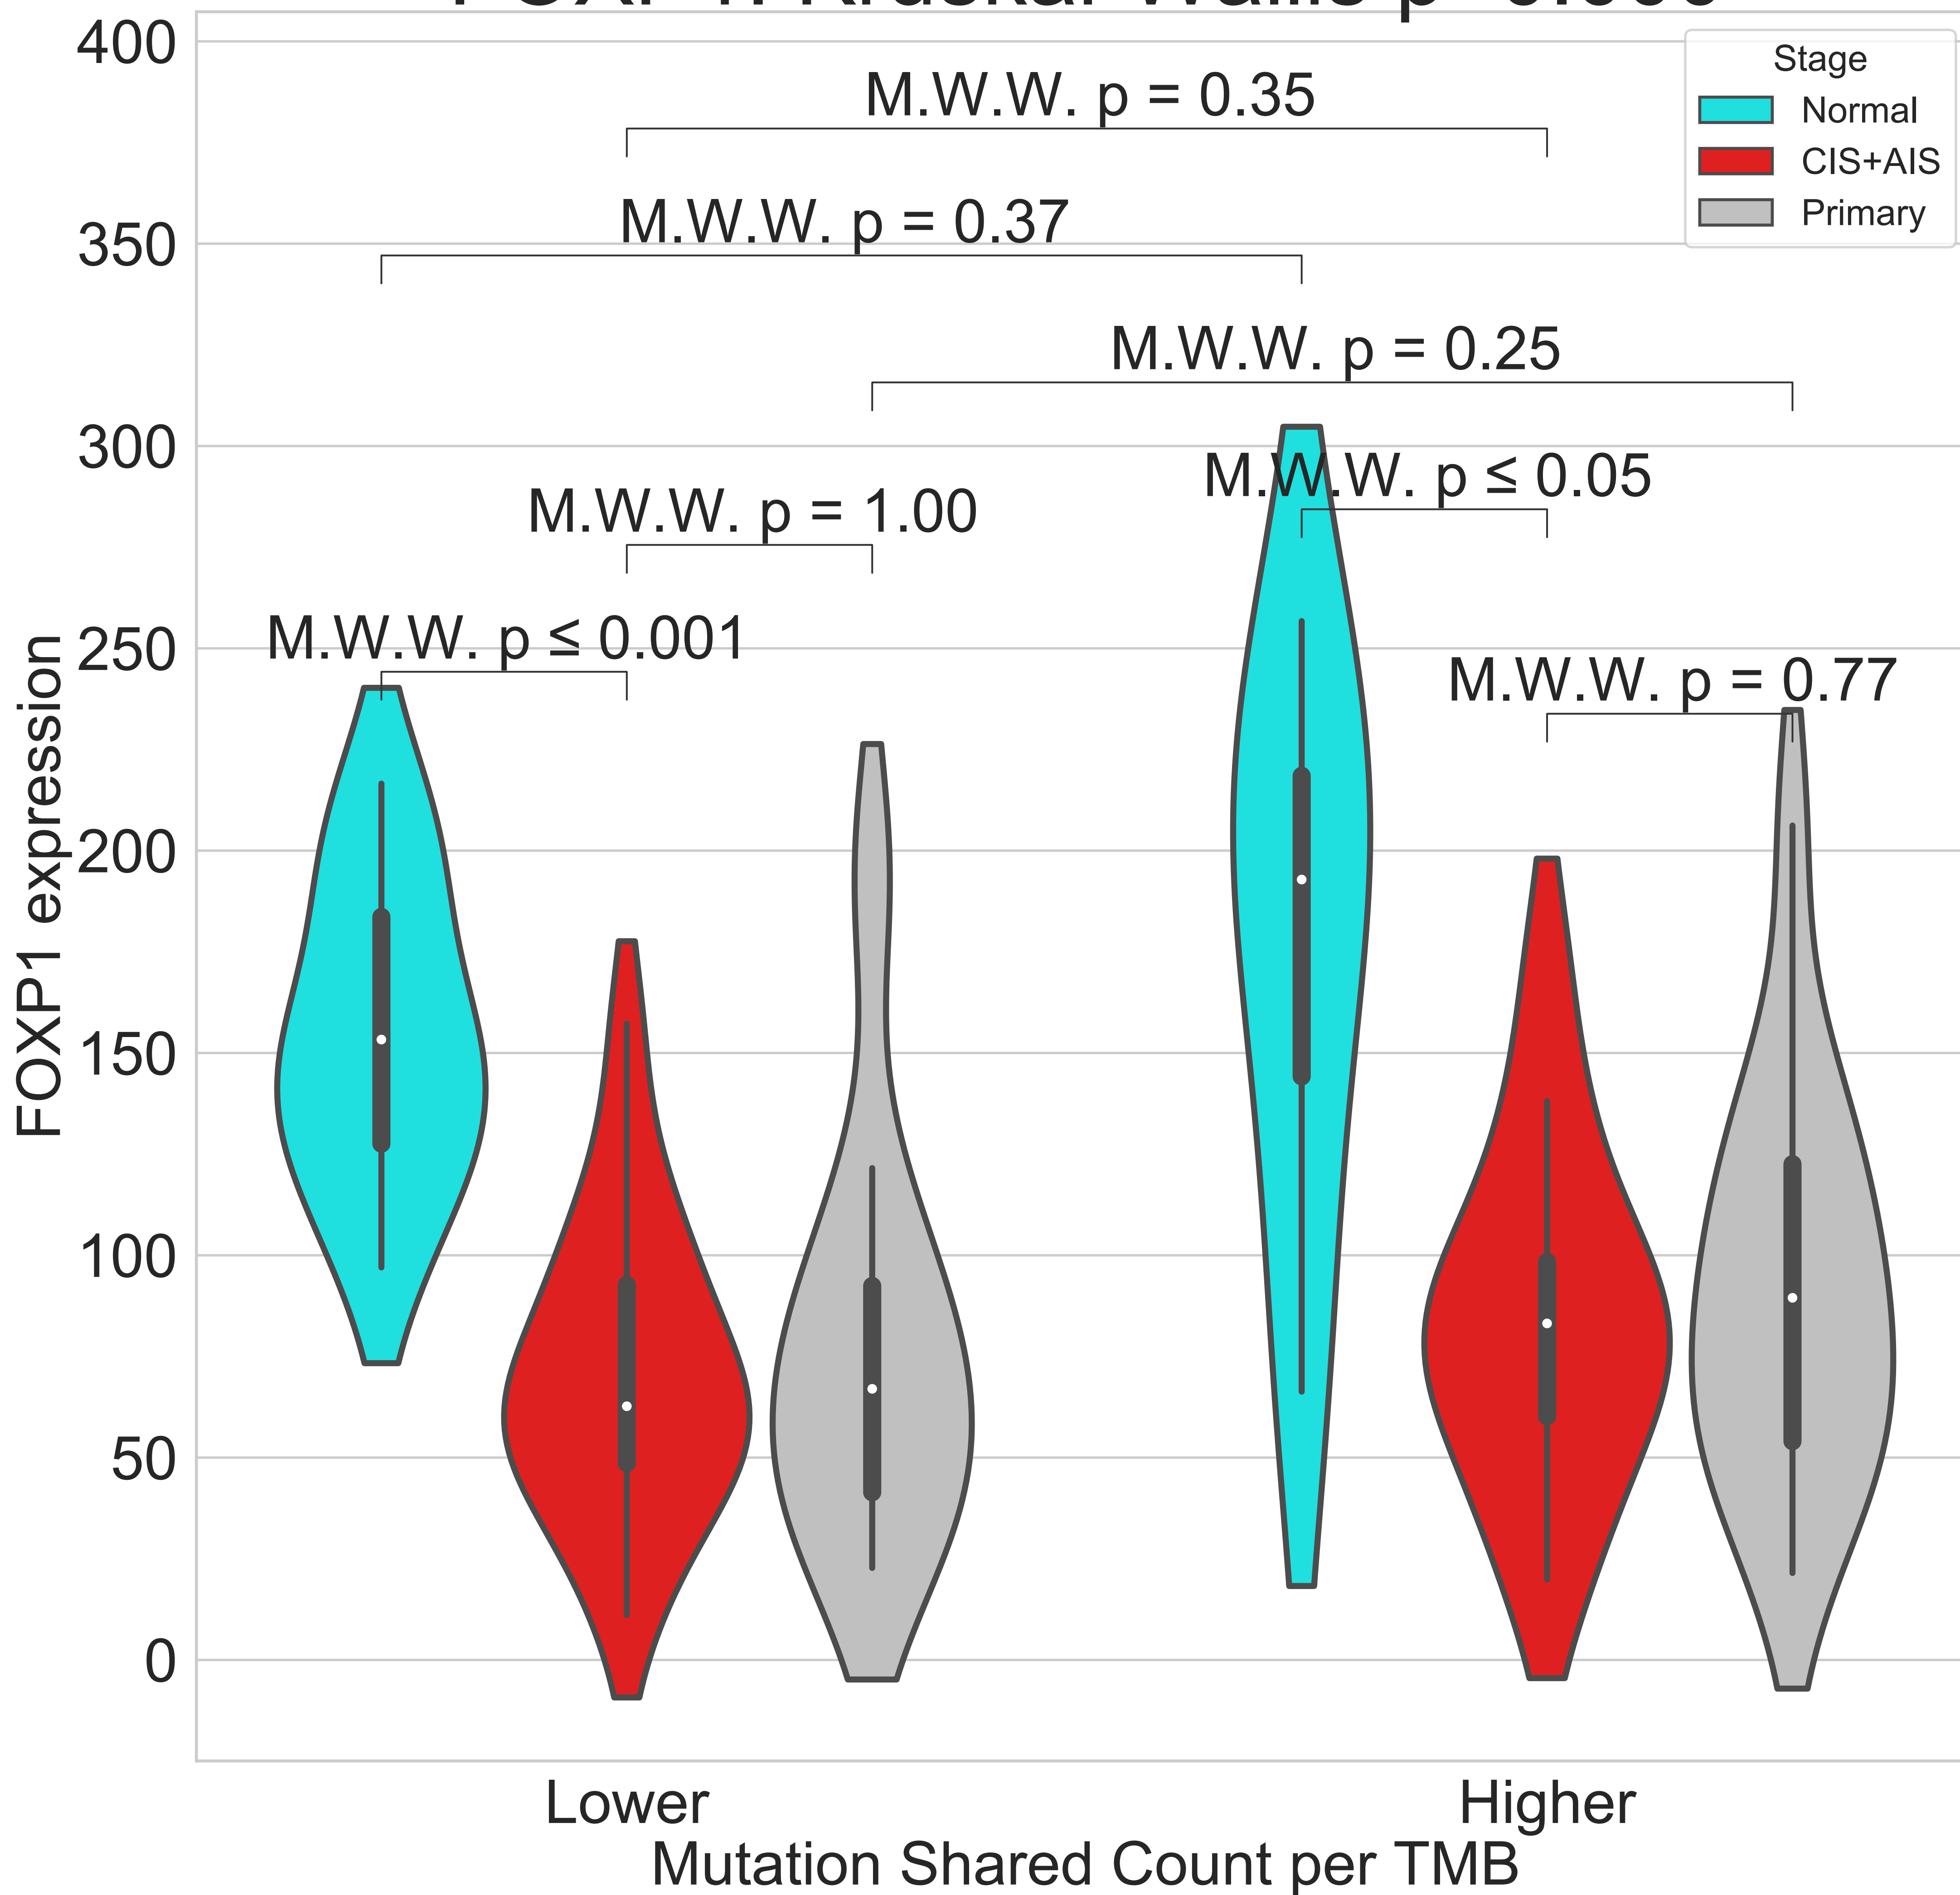 400
350
300
250
200
150
100
50
0
FOXP1 expression
Stage
Normal
CIS+AIS
Primary
M.W.W. p = 0.35
M.W.W. p = 0.37
M.W.W. p = 0.25
M.W.W. p ≤ 0.05
M.W.W. p = 1.00
M.W.W. p ≤ 0.001
M.W.W. p = 0.77
Lower
Higher
Mutation Shared Count per TMB